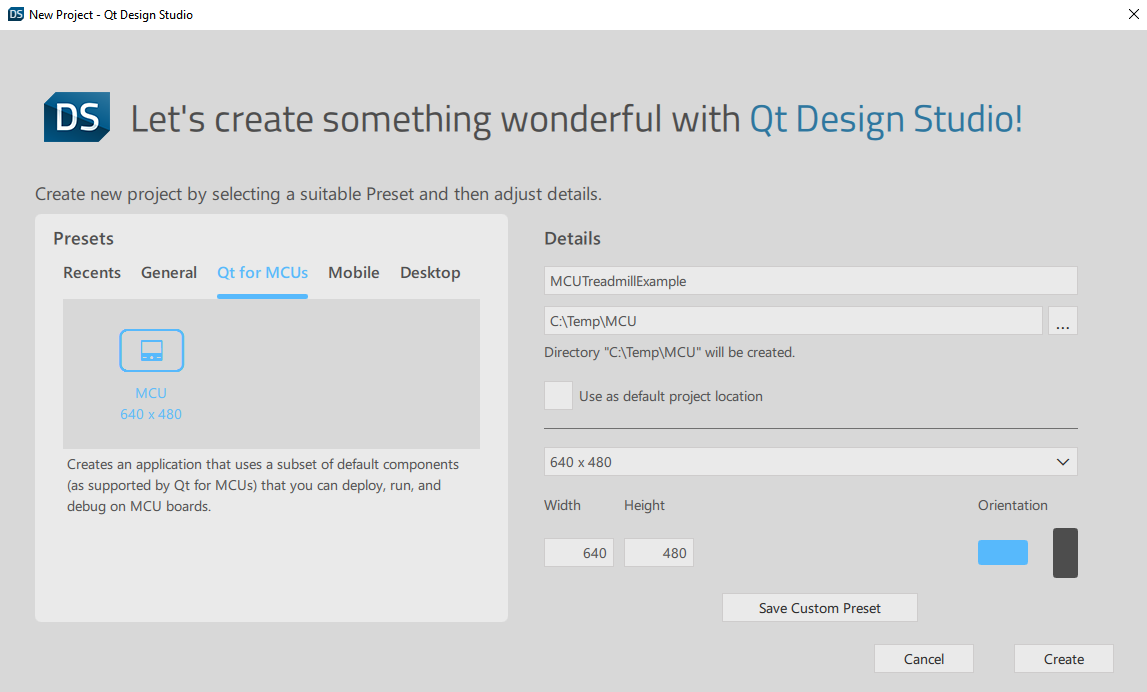 DS New Project - Qt Design Studio
DS Let's create something wonderful with Qt Design Studio!
Create new project by selecting a suitable Preset and then adjust details.
Presets
Recents General Qt for MCUs Mobile Desktop
MCU
640 x 480
Creates an application that uses a subset of default components
(as supported by Qt for MCUs) that you can deploy, run, and
debug on MCU boards.
Details
MCUTreadmillExample
C:\Temp\MCU ...
Directory "C:\Temp\MCU" will be created.
Use as default project location
640 x 480
Width Height Orientation
640 480
Save Custom Preset
Cancel Create